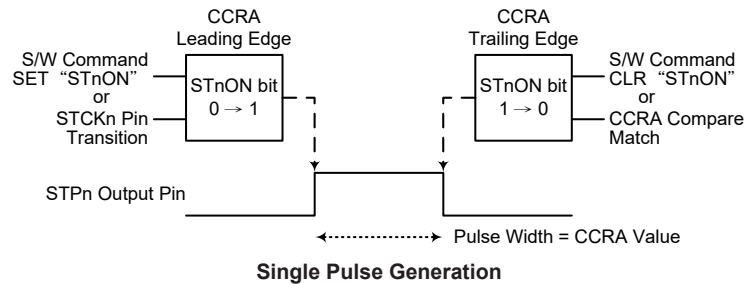 CCRA
Leading Edge
S/W Command
SET “STnON”
or
STCKn Pin
Transition
STnON bit
0 → 1
CCRA
Trailing Edge
STnON bit
1 → 0
S/W Command
CLR “STnON”
or
CCRA Compare
Match
STPn Output Pin
Pulse Width = CCRA Value
Single Pulse Generation